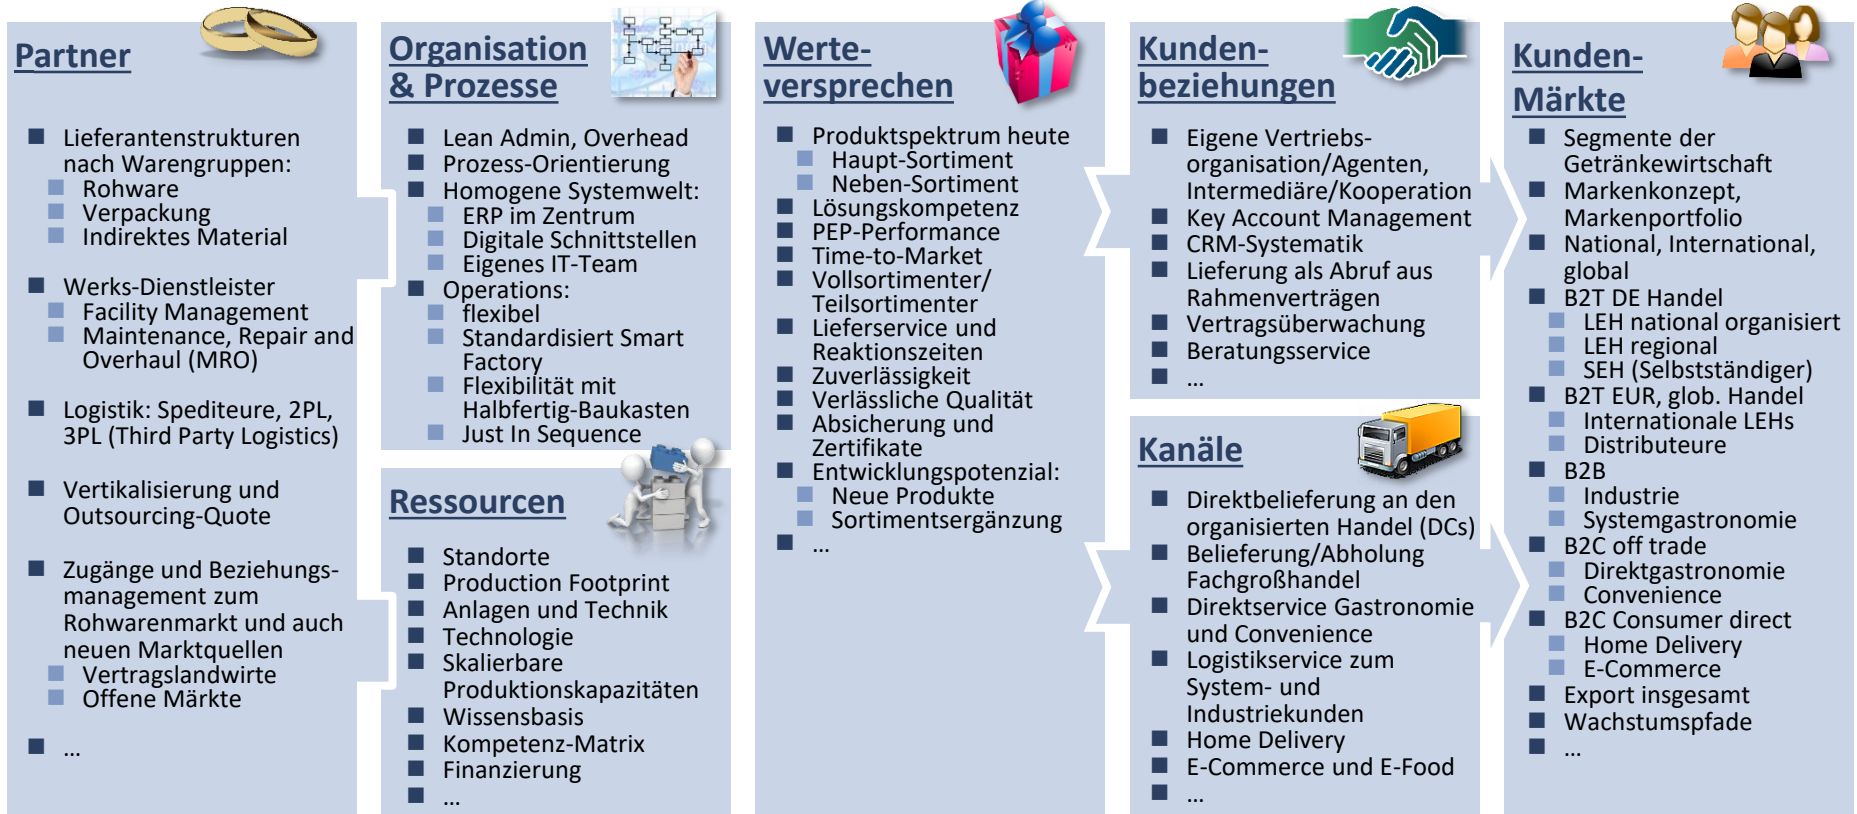 Partner
Lieferantenstrukturen
nach Warengruppen:
Rohware
Verpackung
Indirektes Material
Werks-Dienstleister
Facility Management
Maintenance, Repair and
Overhaul (MRO)
Logistik: Spediteure, 2PL,
3PL (Third Party Logistics)
Vertikalisierung und
Outsourcing-Quote
Zugänge und Beziehungs-
management zum
Rohwarenmarkt und auch
neuen Marktquellen
Vertragslandwirte
Offene Märkte
...
Organisation
& Prozesse
Lean Admin, Overhead
Prozess-Orientierung
Homogene Systemwelt:
ERP im Zentrum
Digitale Schnittstellen
Eigenes IT-Team
Operations:
flexibel
Standardisiert Smart
Factory
Flexibilität mit
Halbfertig-Baukasten
Just In Sequence
Ressourcen
Standorte
Production Footprint
Anlagen und Technik
Technologie
Skalierbare
Produktionskapazitäten
Wissensbasis
Kompetenz-Matrix
Finanzierung
...
Werte-
versprechen
Produktspektrum heute
Haupt-Sortiment
Neben-Sortiment
Lösungskompetenz
PEP-Performance
Time-to-Market
Vollsortimenter/
Teilsortimenter
Lieferservice und
Reaktionszeiten
Zuverlässigkeit
Verlässliche Qualität
Absicherung und
Zertifikate
Entwicklungspotenzial:
Neue Produkte
Sortimentsergänzung
...
Kunden-
beziehungen
Eigene Vertriebs-
organisation/Agenten,
Intermediäre/Kooperation
Key Account Management
CRM-Systematik
Lieferung als Abruf aus
Rahmenverträgen
Vertragsüberwachung
Beratungsservice
...
Kanäle
Direktbelieferung an den
organisierten Handel (DCs)
Belieferung/Abholung
Fachgroßhandel
Direktservice Gastronomie
und Convenience
Logistikservice zum
System- und
Industriekunden
Home Delivery
E-Commerce und E-Food
...
Kunden-
Märkte
Segmente der
Getränkewirtschaft
Markenkonzept,
Markenportfolio
National, International,
global
B2T DE Handel
LEH national organisiert
LEH regional
SEH (Selbstständiger)
B2T EUR, glob. Handel
Internationale LEHs
Distributeure
B2B
Industrie
Systemgastronomie
B2C off trade
Direktgastronomie
Convenience
B2C Consumer direct
Home Delivery
E-Commerce
Export insgesamt
Wachstumspfade
...